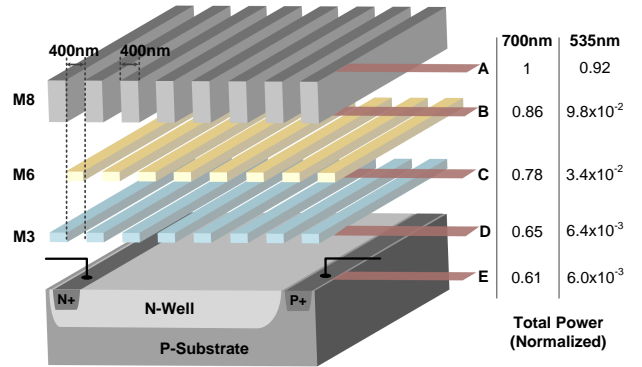 700nm 535nm
400nm 400nm
A 1 0.92
M8
B 0.86 9.8x10⁻²
M6 C 0.78 3.4x10⁻²
M3 D 0.65 6.4x10⁻³
E 0.61 6.0x10⁻³
N+ P+
N-Well
Total Power
(Normalized)
P-Substrate